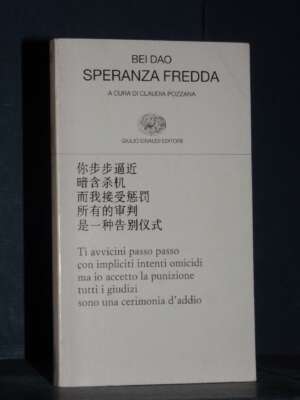 BEI DAO
SPERANZA FREDDA
A CURA DI CLAUDIA POZZANA
GIULIO EINAUDI EDITORE
你步步逼近
暗含杀机
而我接受惩罚
所有的审判
是一种告别仪式
Ti avvicini passo passo
con impliciti intenti omicidi
ma io accetto la punizione
tutti i giudizi
sono una cerimonia d'addio